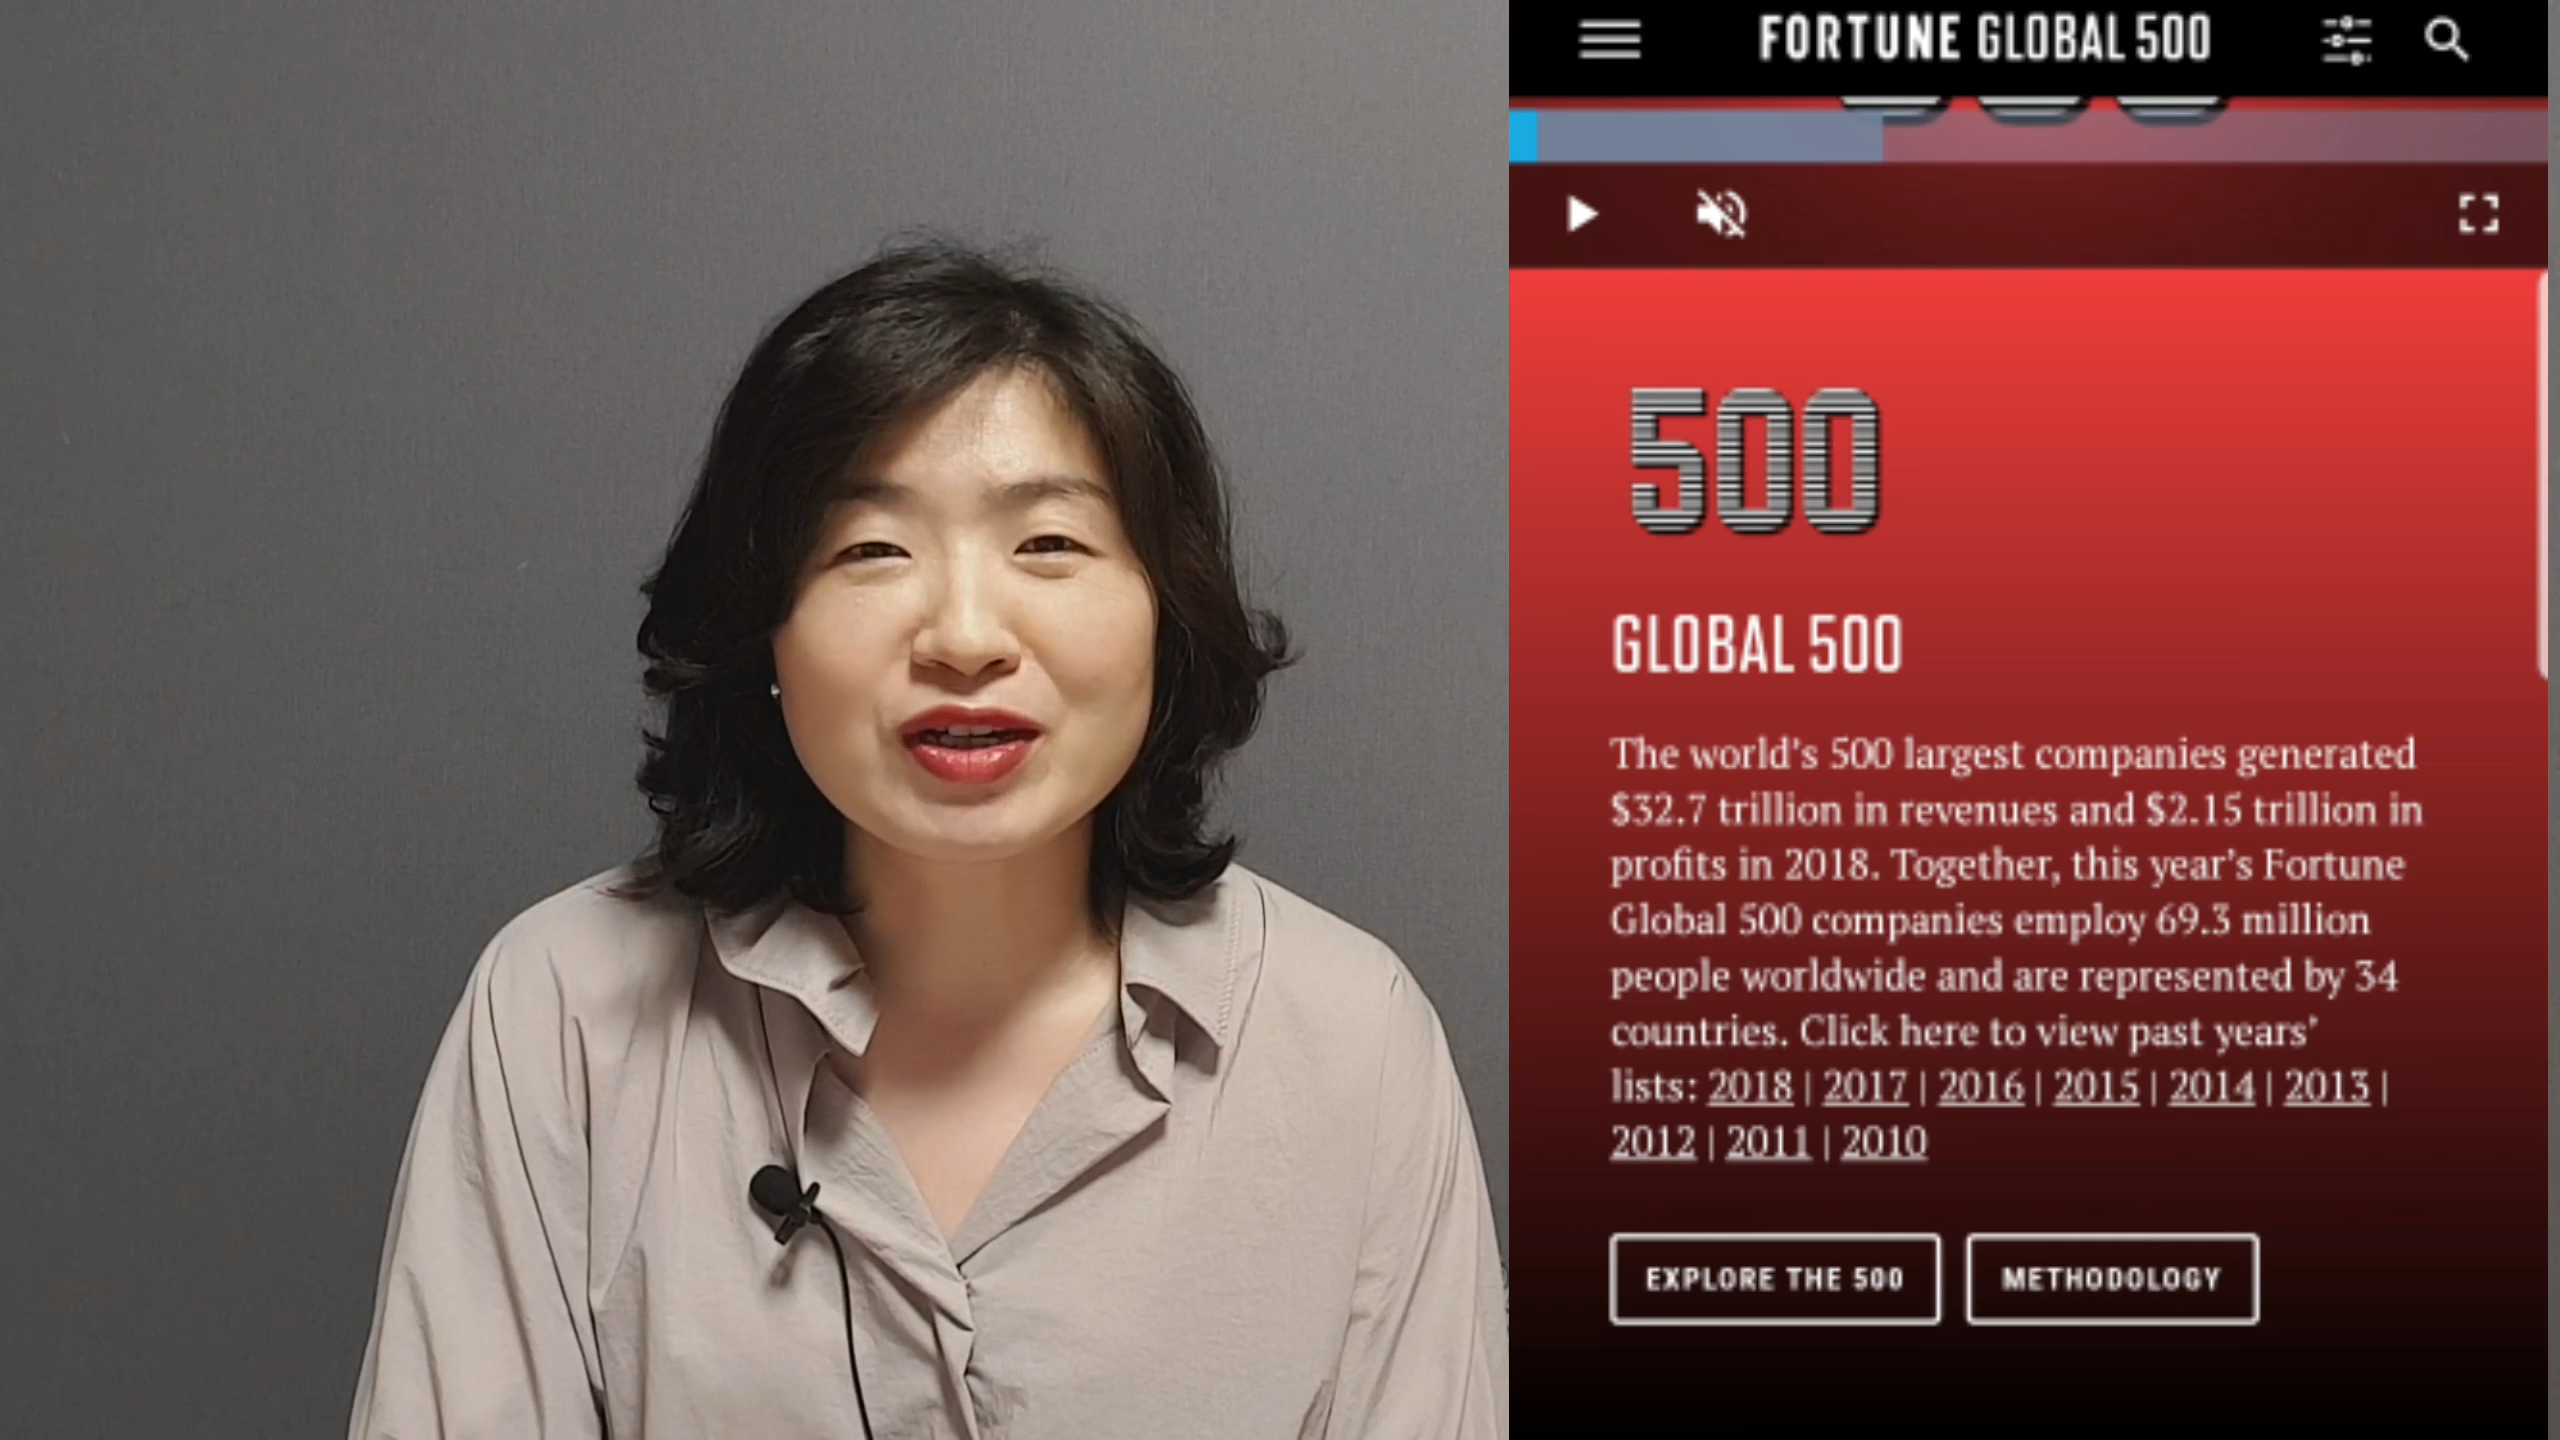 FORTUNE GLOBAL 500
500
GLOBAL 500
The world's 500 largest companies generated
$32.7 trillion in revenues and $2.15 trillion in
profits in 2018. Together, this year's Fortune
Global 500 companies employ 69.3 million
people worldwide and are represented by 34
countries. Click here to view past years'
lists: 2018 | 2017 | 2016 | 2015 | 2014 | 2013 |
2012 | 2011 | 2010
EXPLORE THE 500 METHODOLOGY